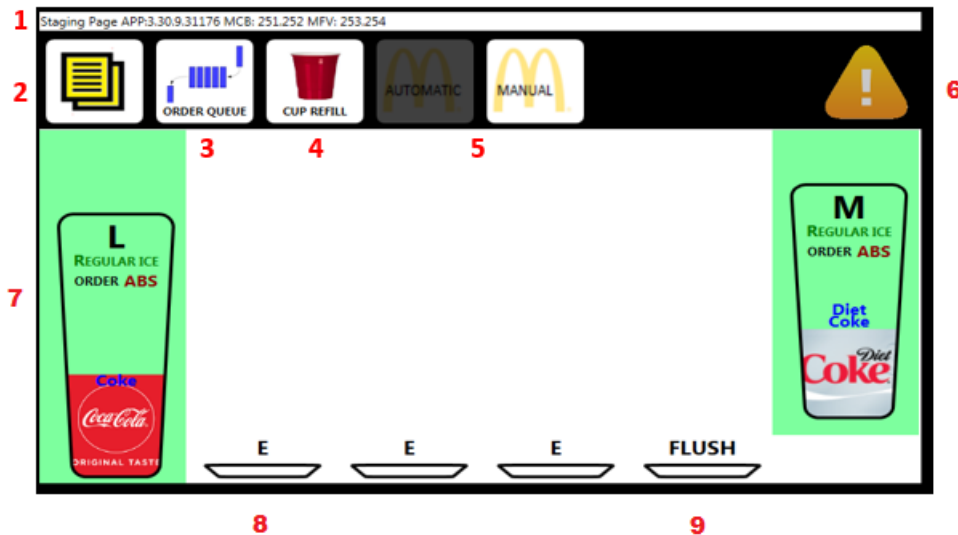 1
Staging Page APP:3.30.9.31176 MCB: 251.252 MFV: 253.254
2
ORDER QUEUE
CUP REFILL
AUTOMATIC
MANUAL
!
6
3
4
5
L
REGULAR ICE
ORDER ABS
Coke
Coca-Cola
ORIGINAL TASTE
7
M
REGULAR ICE
ORDER ABS
Diet
Coke
Diet
Coke
E
E
E
FLUSH
8
9